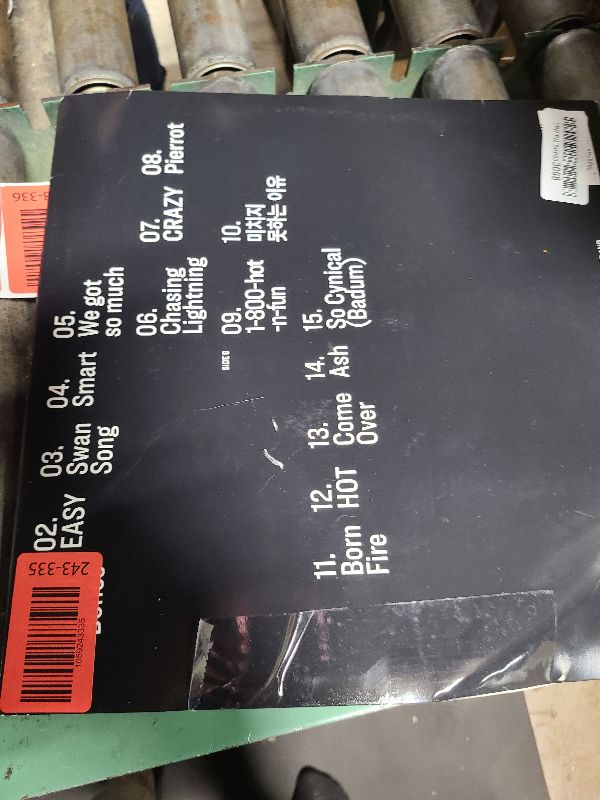 02.
EASY
03.
Swan
Song
04.
Smart
05.
We got
so much
06.
Chasing
Lightning
07.
CRAZY
08.
Pierrot
SIDE B
09.
1-800-hot
-n-fun
10.
미치지
못하는 이유
11.
Born
Fire
12.
HOT
13.
Come
Over
14.
Ash
15.
So Cynical
(Badum)
243-335
1069243335